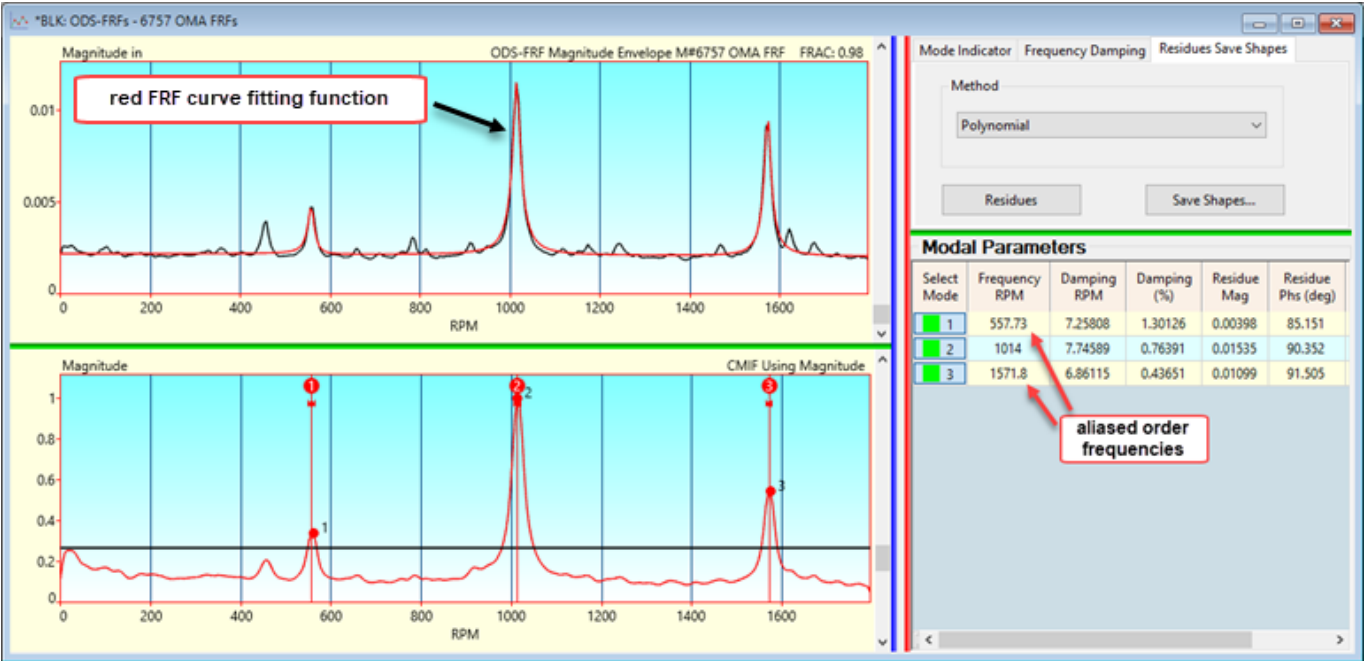 *BLK: ODS-FRFs - 6757 OMA FRFs
Magnitude in
ODS-FRF Magnitude Envelope M#6757 OMA FRF FRAC: 0.98
red FRF curve fitting function
0.01
0.005
0
0 200 400 600 800 1000 1200 1400 1600
RPM
Magnitude
CMIF Using Magnitude
1 2 3
1
0.8
0.6
0.4
0.2
0
1 2 3
0 200 400 600 800 1000 1200 1400 1600
RPM
Mode Indicator Frequency Damping Residues Save Shapes
Method
Polynomial
Residues Save Shapes...
Modal Parameters
Select Mode Frequency RPM Damping RPM Damping (%) Residue Mag Residue Phs (deg)
1 557.73 7.25808 1.30126 0.00398 85.151
2 1014 7.74589 0.76391 0.01535 90.352
3 1571.8 6.86115 0.43651 0.01099 91.505
aliased order
frequencies